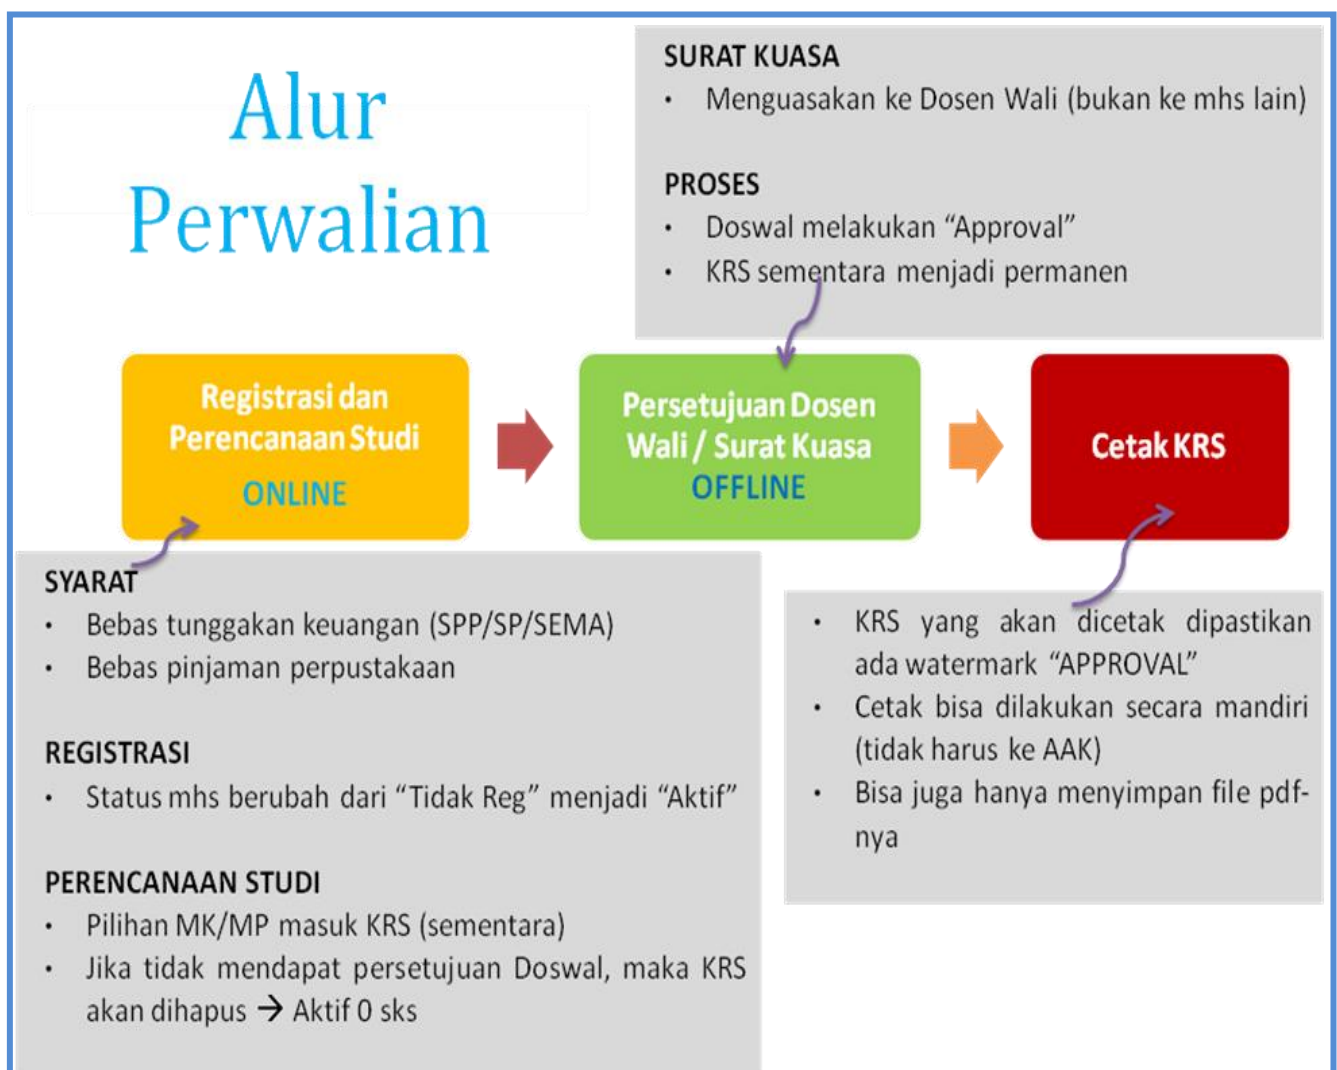 Alur
Perwalian
SURAT KUASA
• Menguasakan ke Dosen Wali (bukan ke mhs lain)
PROSES
• Doswal melakukan “Approval”
• KRS sementara menjadi permanen
Registrasi dan
Perencanaan Studi
ONLINE
Persetujuan Dosen
Wali / Surat Kuasa
OFFLINE
Cetak KRS
SYARAT
• Bebas tunggakan keuangan (SPP/SP/SEMA)
• Bebas pinjaman perpustakaan
REGISTRASI
• Status mhs berubah dari “Tidak Reg” menjadi “Aktif”
PERENCANAAN STUDI
• Pilihan MK/MP masuk KRS (sementara)
• Jika tidak mendapat persetujuan Doswal, maka KRS
akan dihapus → Aktif 0 sks
• KRS yang akan dicetak dipastikan
ada watermark “APPROVAL”
• Cetak bisa dilakukan secara mandiri
(tidak harus ke AAK)
• Bisa juga hanya menyimpan file pdf-
nya